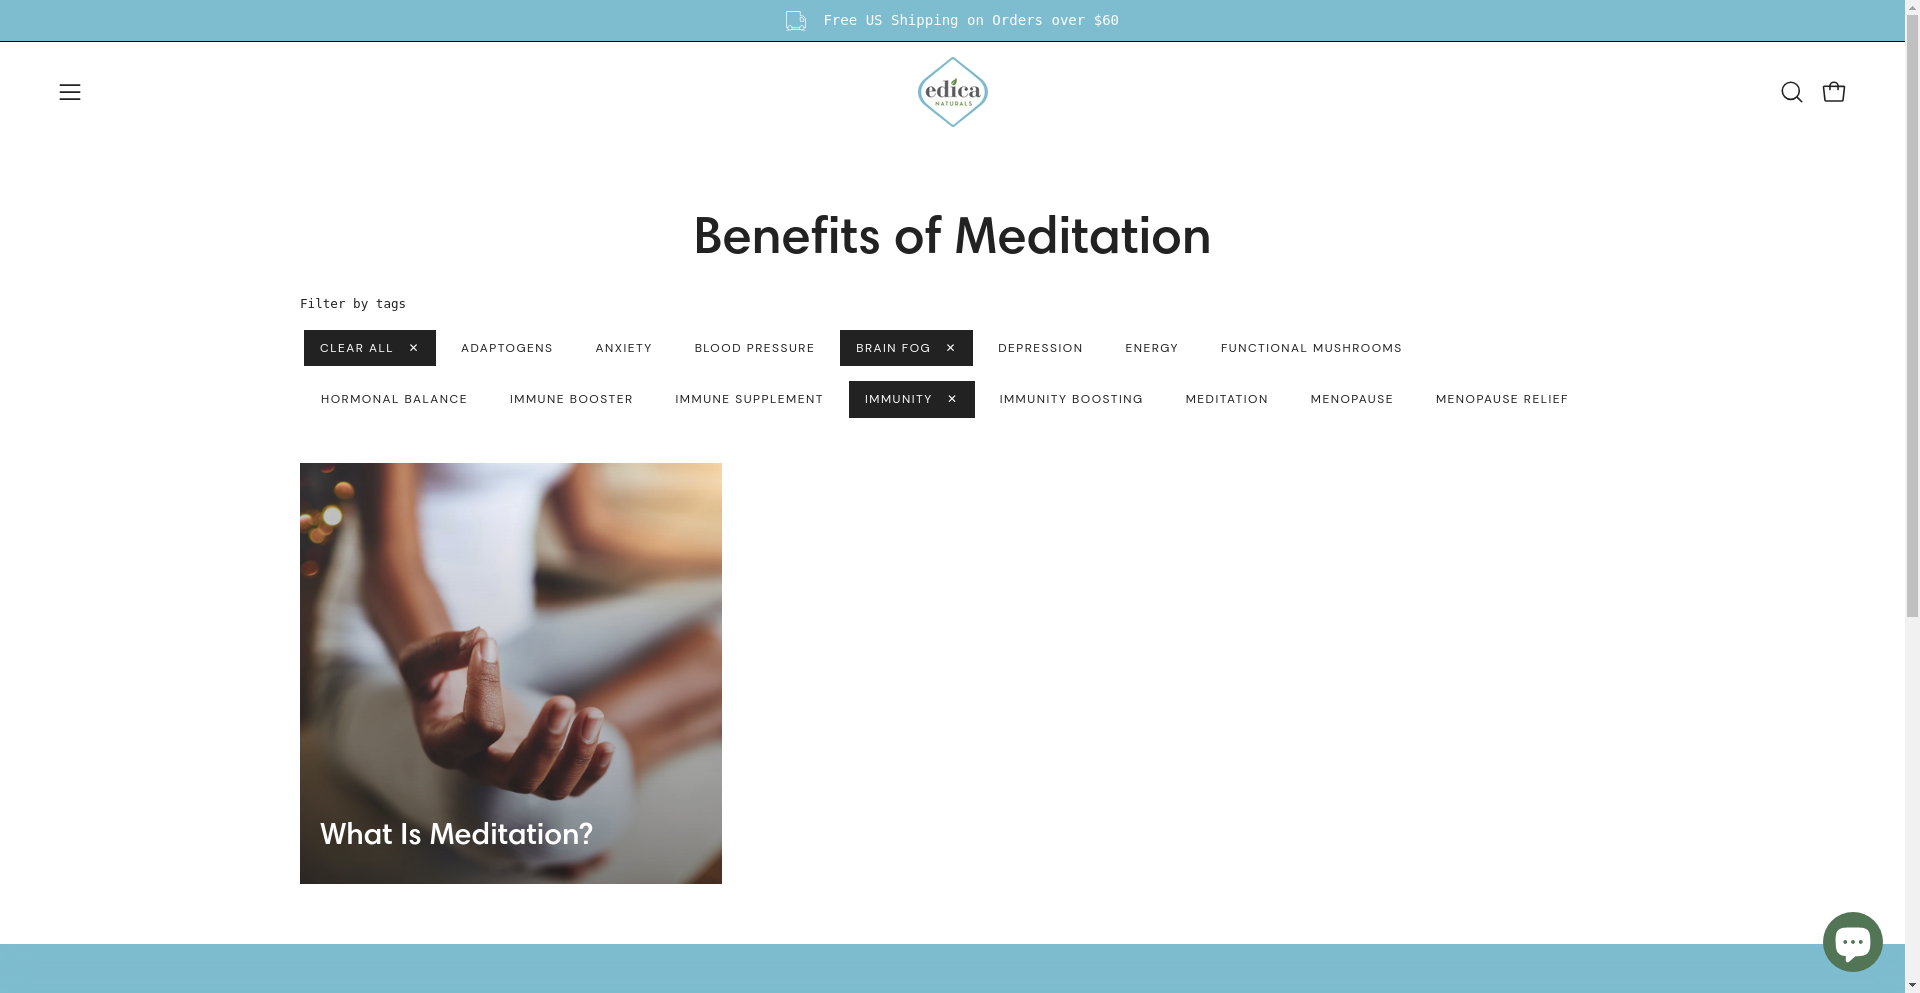 Free US Shipping on Orders over $60
edica
NATURALS
Benefits of Meditation
Filter by tags
CLEAR ALL ✕ ADAPTOGENS ANXIETY BLOOD PRESSURE BRAIN FOG ✕ DEPRESSION ENERGY FUNCTIONAL MUSHROOMS
HORMONAL BALANCE IMMUNE BOOSTER IMMUNE SUPPLEMENT IMMUNITY ✕ IMMUNITY BOOSTING MEDITATION MENOPAUSE MENOPAUSE RELIEF
What Is Meditation?